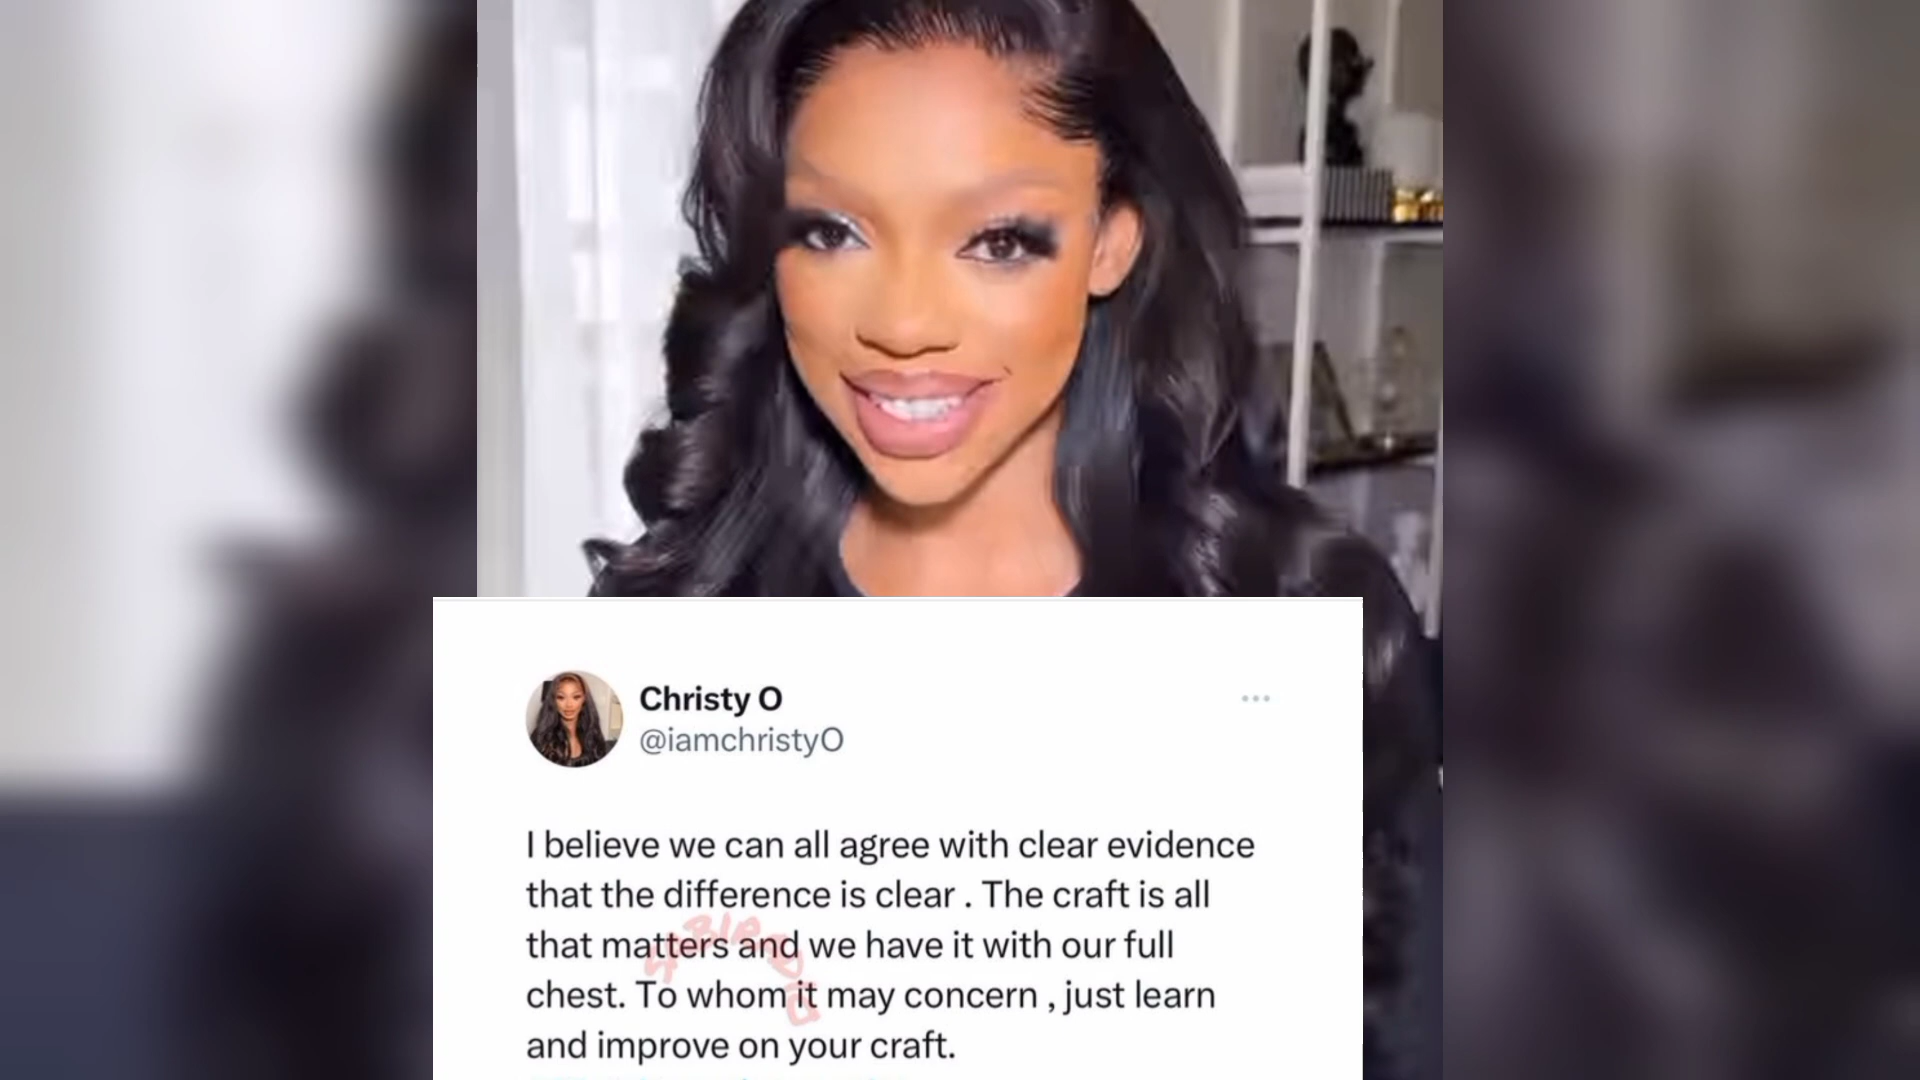 Christy O
@iamchristyO
I believe we can all agree with clear evidence
that the difference is clear . The craft is all
that matters and we have it with our full
chest. To whom it may concern , just learn
and improve on your craft.